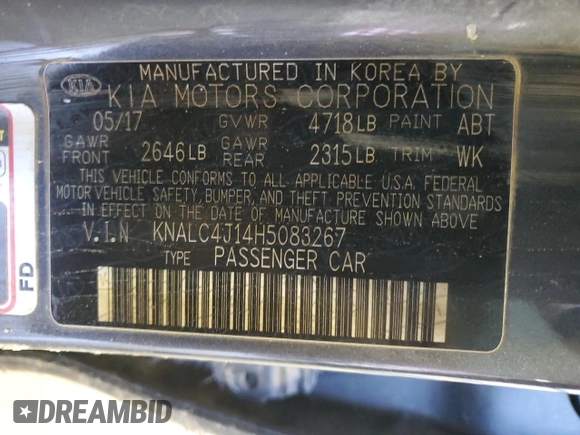 MANUFACTURED IN KOREA BY
KIA KIA MOTORS CORPORATION
05/17 GVWR 4718LB PAINT ABT
GAWR FRONT 2646LB GAWR REAR 2315LB TRIM WK
THIS VEHICLE CONFORMS TO ALL APPLICABLE U.S.A. FEDERAL
MOTOR VEHICLE SAFETY, BUMPER, AND THEFT PREVENTION STANDARDS
IN EFFECT ON THE DATE OF MANUFACTURE SHOWN ABOVE.
V.I.N KNALC4J14H5083267
TYPE PASSENGER CAR
FD
DREAMBID